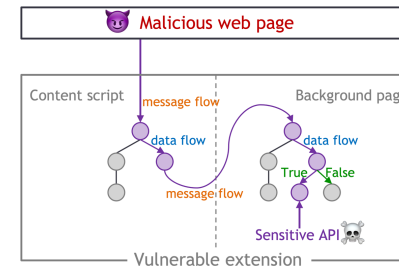 Malicious web page
Content script
Background pag
message flow
data flow
data flow
True
False
message flow
Sensitive API
Vulnerable extension